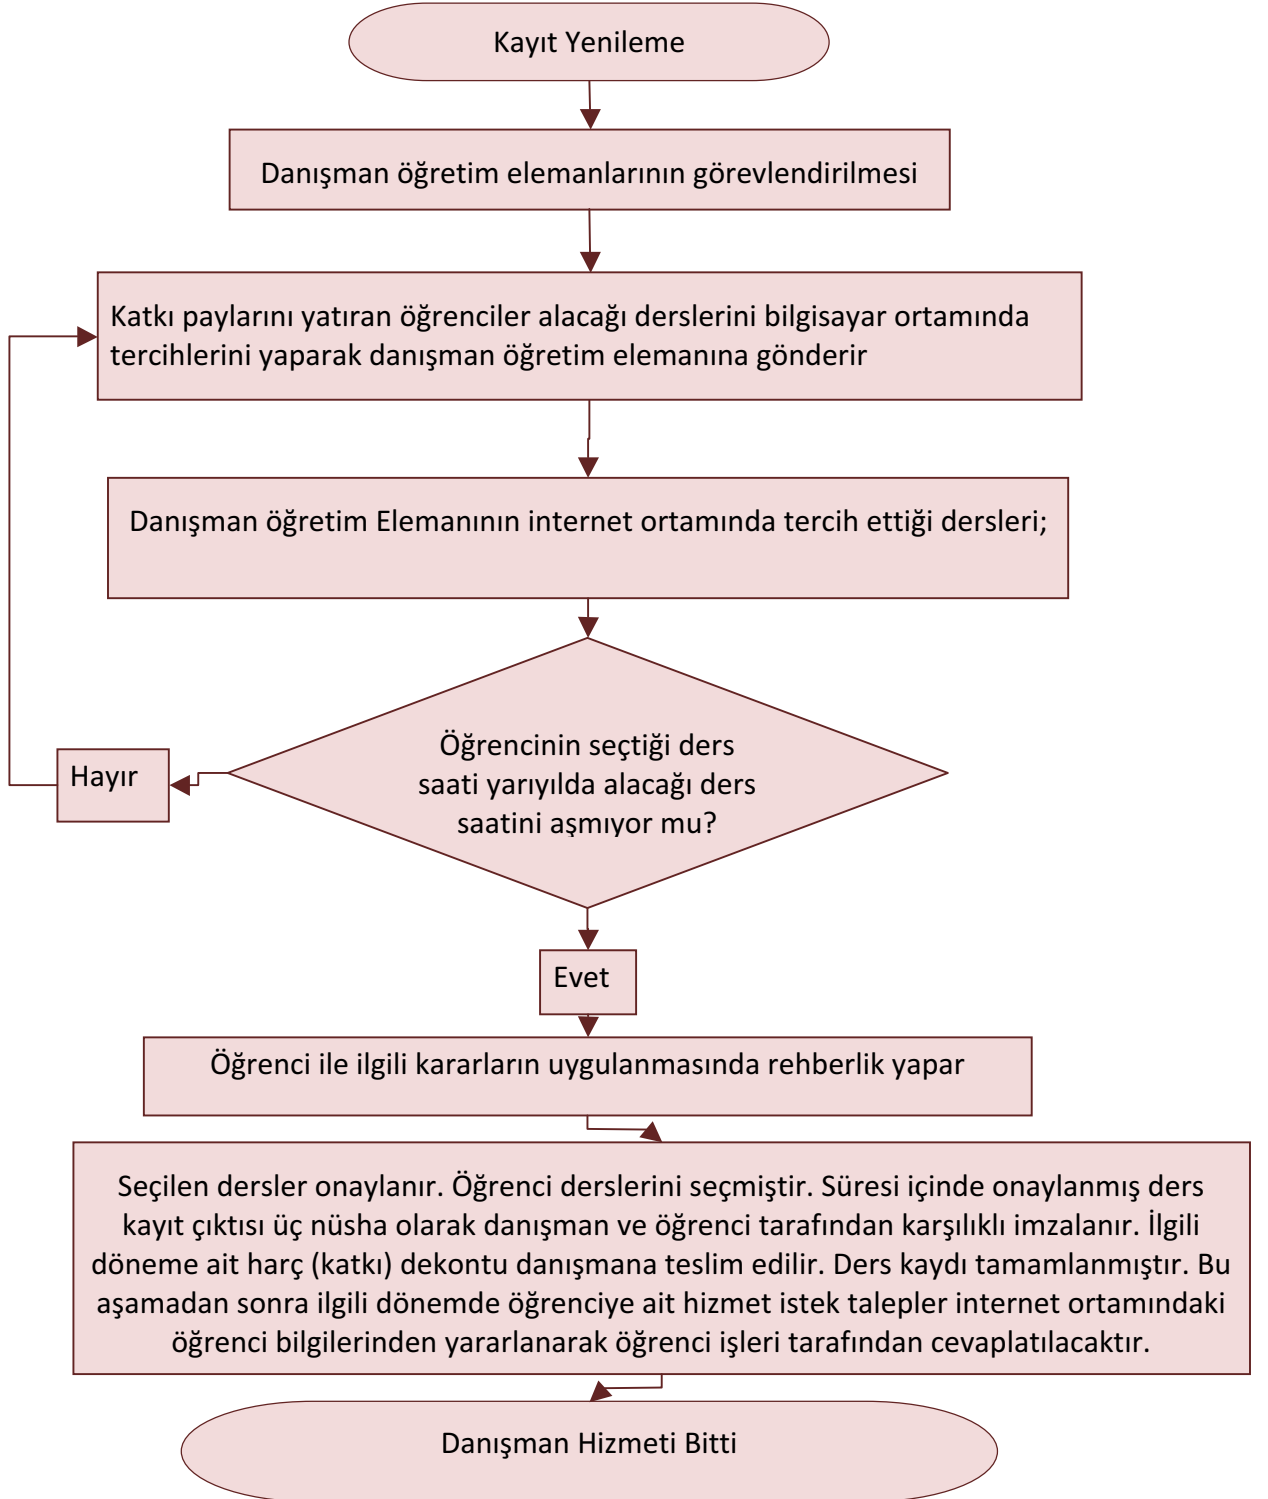 Kayıt Yenileme
Danışman öğretim elemanlarının görevlendirilmesi
Katkı paylarını yatıran öğrenciler alacağı derslerini bilgisayar ortamında
tercihlerini yaparak danışman öğretim elemanına gönderir
Danışman öğretim Elemanının internet ortamında tercih ettiği dersleri;
Öğrencinin seçtiği ders
saati yarıyılda alacağı ders
saatini aşmıyor mu?
Hayır
Evet
Öğrenci ile ilgili kararların uygulanmasında rehberlik yapar
Seçilen dersler onaylanır. Öğrenci derslerini seçmiştir. Süresi içinde onaylanmış ders
kayıt çıktısı üç nüsha olarak danışman ve öğrenci tarafından karşılıklı imzalanır. İlgili
döneme ait harç (katkı) dekontu danışmana teslim edilir. Ders kaydı tamamlanmıştır. Bu
aşamadan sonra ilgili dönemde öğrenciye ait hizmet istek talepler internet ortamındaki
öğrenci bilgilerinden yararlanarak öğrenci işleri tarafından cevaplatılacaktır.
Danışman Hizmeti Bitti